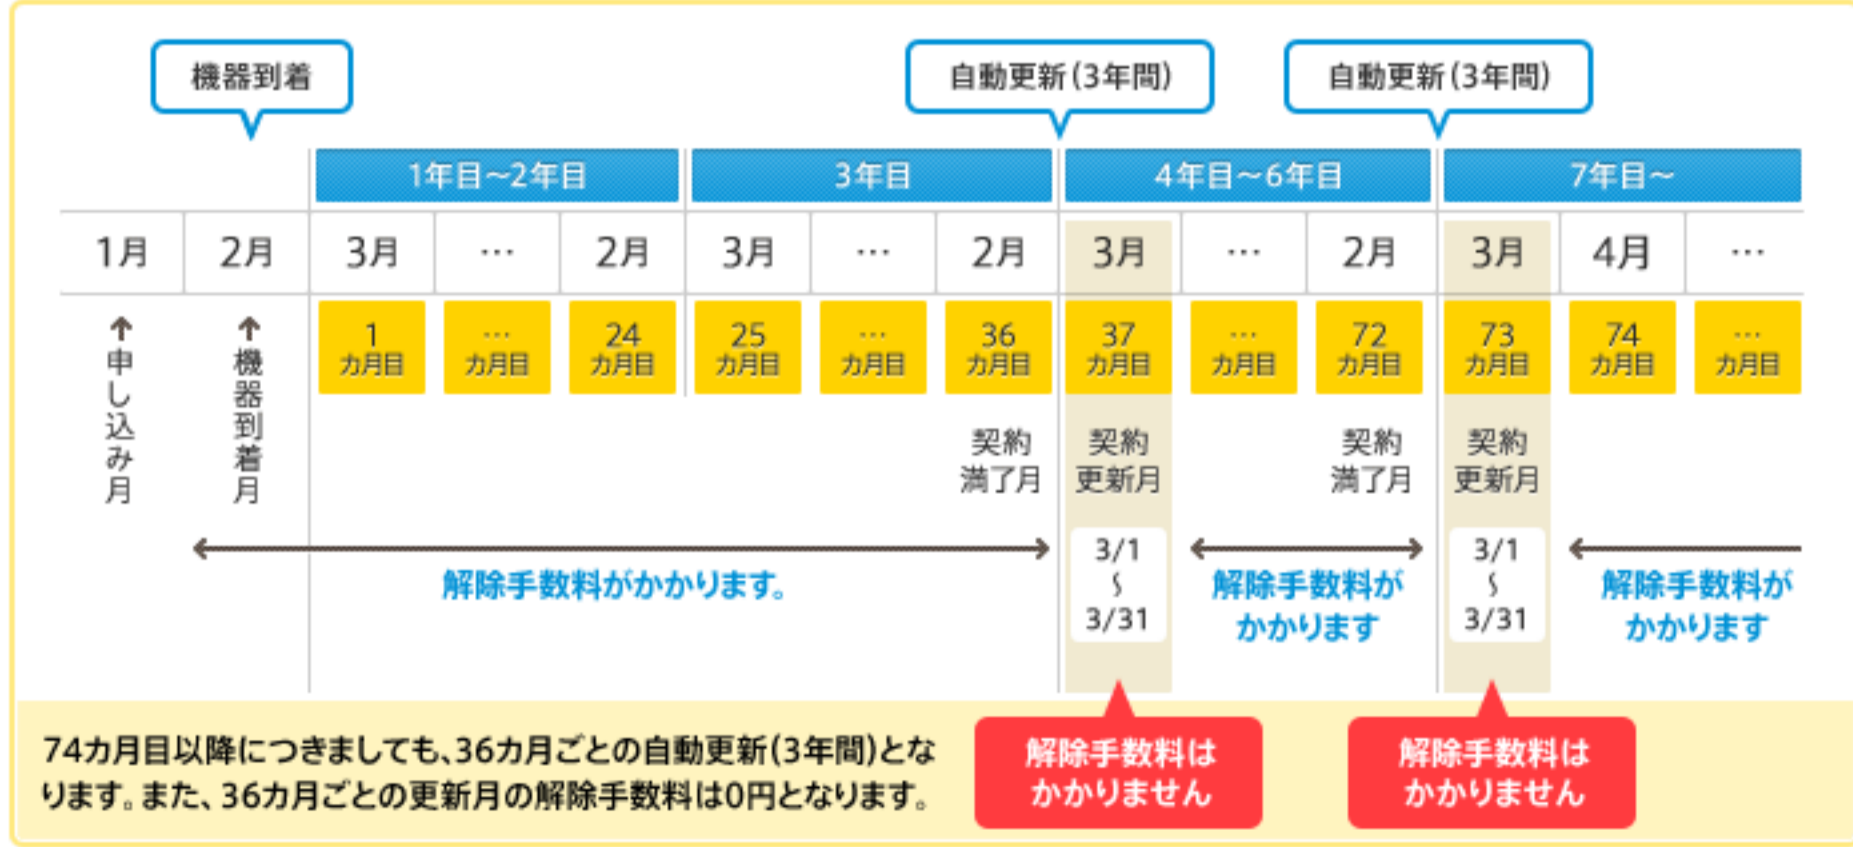 機器到着
自動更新(3年間)
自動更新(3年間)
1年目～2年目
3年目
4年目～6年目
7年目～
1月
2月
3月
…
2月
3月
…
2月
3月
…
2月
3月
4月
…
1
カ月目
…
カ月目
24
カ月目
25
カ月目
…
カ月目
36
カ月目
37
カ月目
…
カ月目
72
カ月目
73
カ月目
74
カ月目
…
カ月目
↑申し込み月
↑機器到着月
契約
満了月
契約
更新月
契約
満了月
契約
更新月
解除手数料がかかります。
3/1
～
3/31
解除手数料が
かかります
3/1
～
3/31
解除手数料が
かかります
74カ月目以降につきましても、36カ月ごとの自動更新(3年間)とな
ります。また、36カ月ごとの更新月の解除手数料は0円となります。
解除手数料は
かかりません
解除手数料は
かかりません